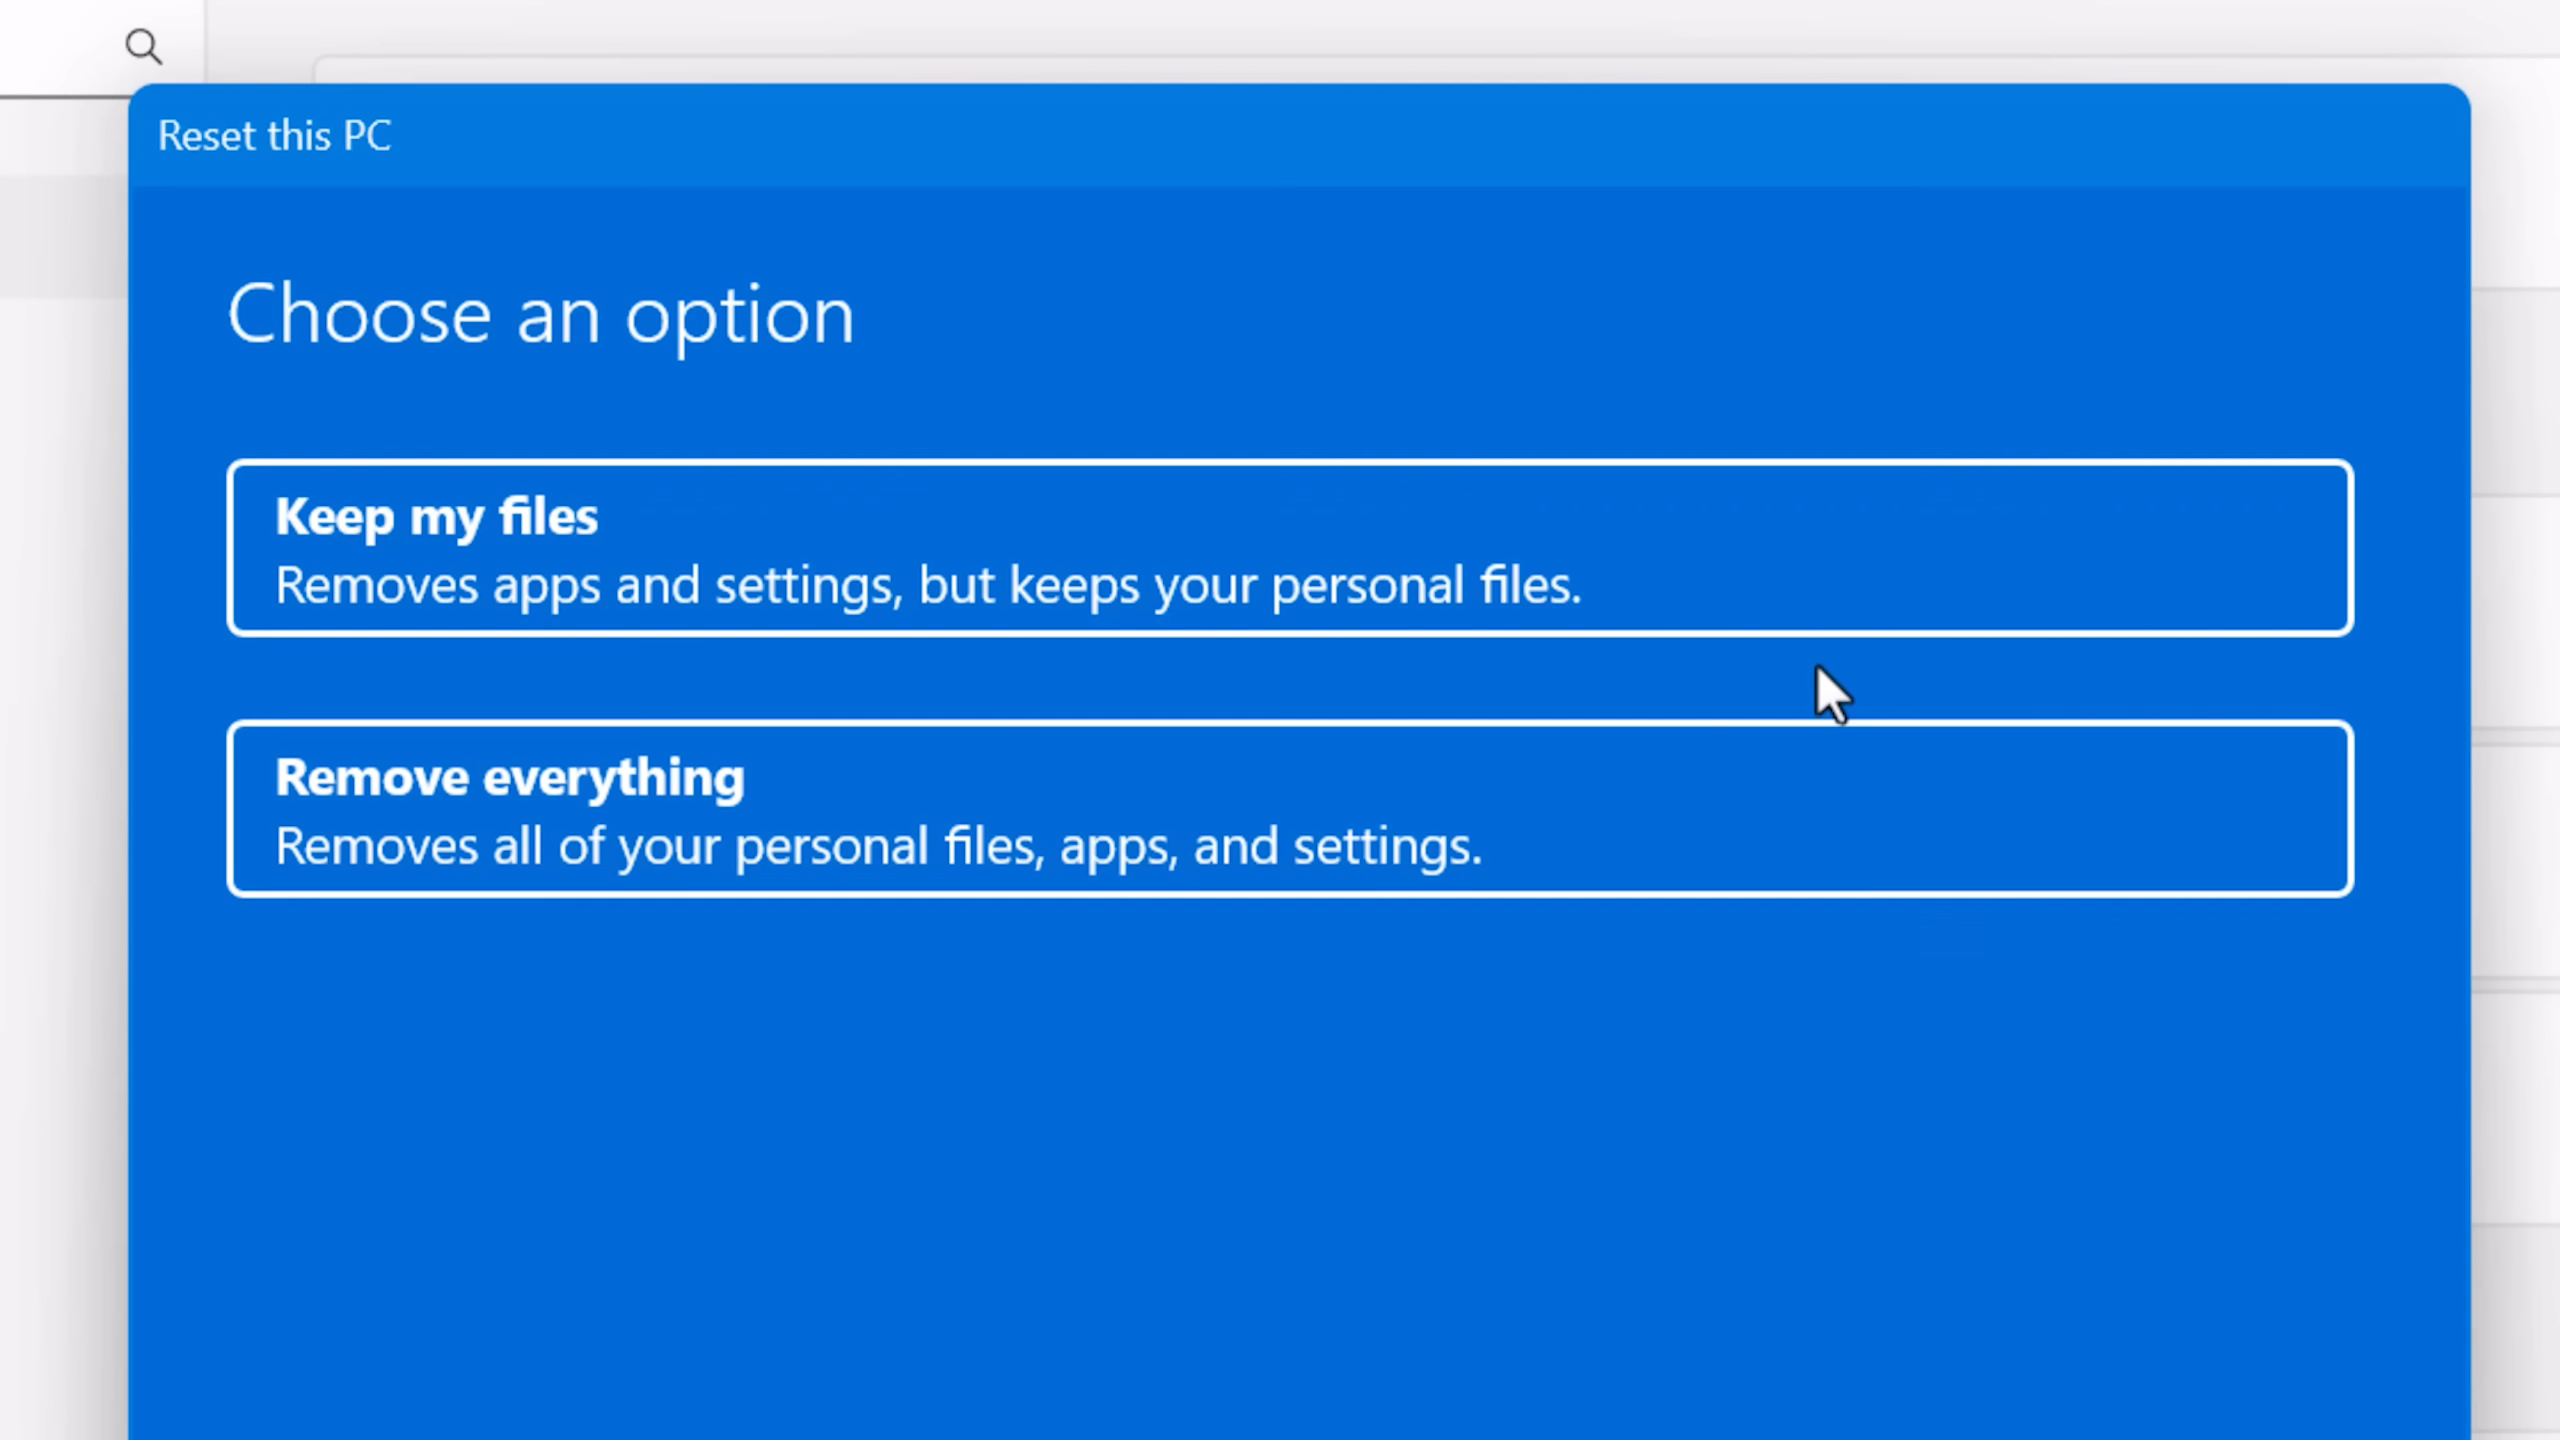 Reset this PC
Choose an option
Keep my files
Removes apps and settings, but keeps your personal files.
Remove everything
Removes all of your personal files, apps, and settings.